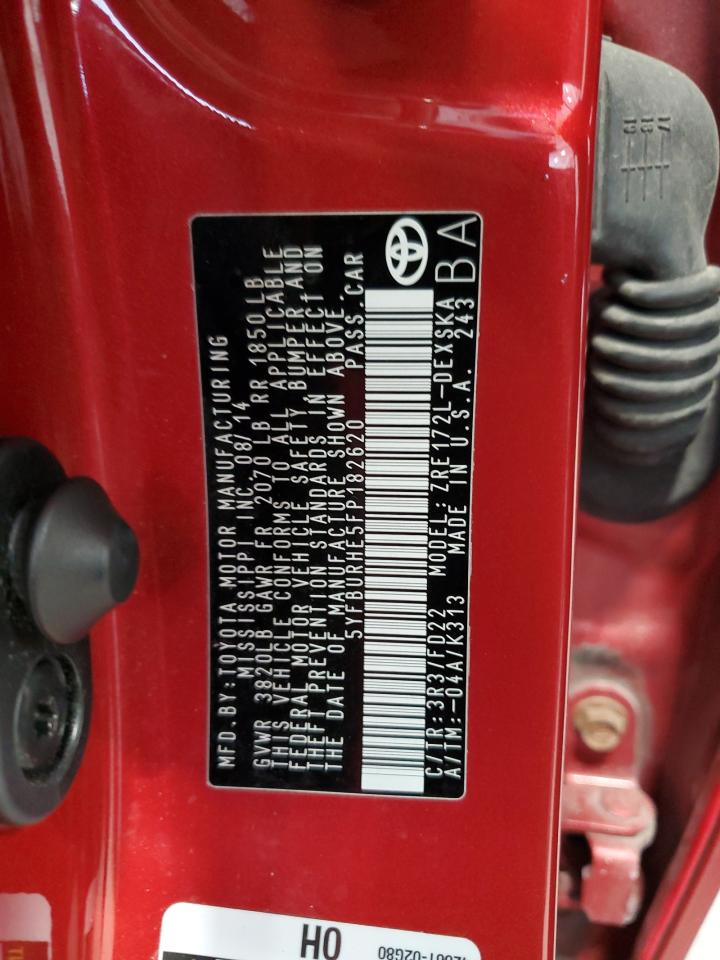 MFD. BY: TOYOTA MOTOR MANUFACTURING
MISSISSIPPI INC. 08/14
GVWR 3820LB GAWR FR 2070 LB RR 1850 LB
THIS VEHICLE CONFORMS TO ALL APPLICABLE
FEDERAL MOTOR VEHICLE SAFETY, BUMPER, AND
THEFT PREVENTION STANDARDS IN EFFECT ON
THE DATE OF MANUFACTURE SHOWN ABOVE.
5YFBURHE5FP182620 PASS. CAR
C/TR: 3R3/FD22 MODEL: ZRE172L-DEXSKA
A/TM: -04A/K313 MADE IN U.S.A. 243
BA
19 18 17
HO